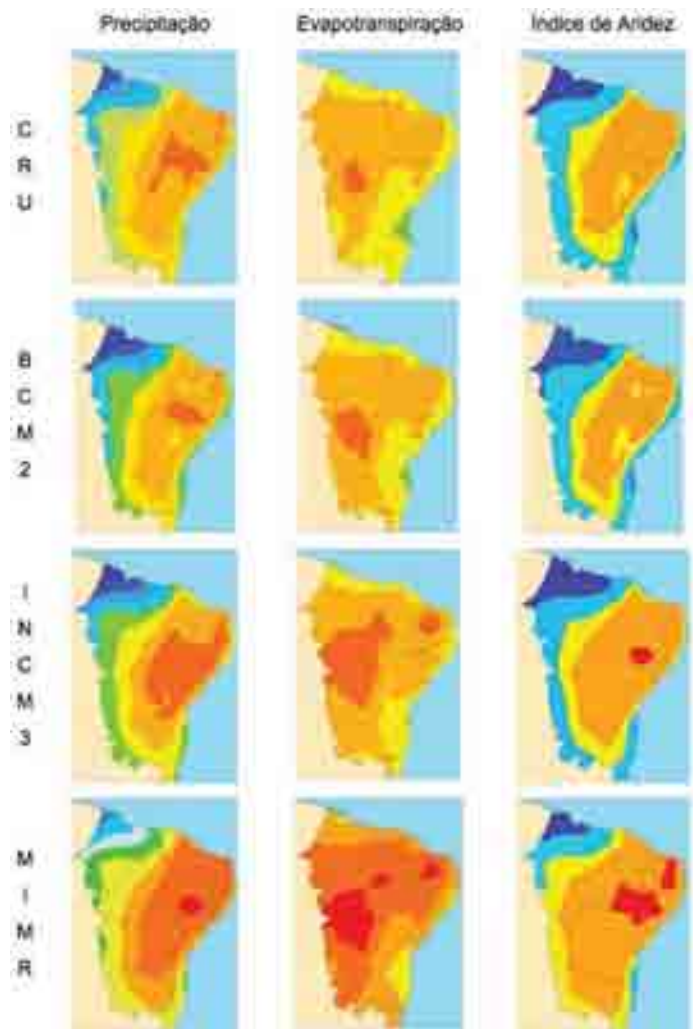 Precipitação Evapotranspiração Índice de Aridez
C
R
U
B
C
M
2
I
N
C
M
3
M
I
M
R